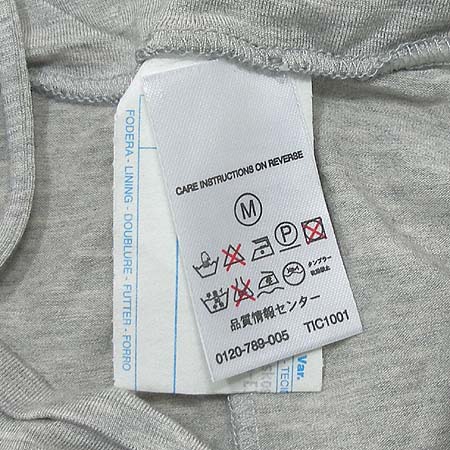 CARE INSTRUCTIONS ON REVERSE
M
P
タンブラー
乾燥禁止
品質情報センター
0120-789-005 TIC1001
FODERA - LINING - DOUBLURE - FUTTER - FORRO
Var.